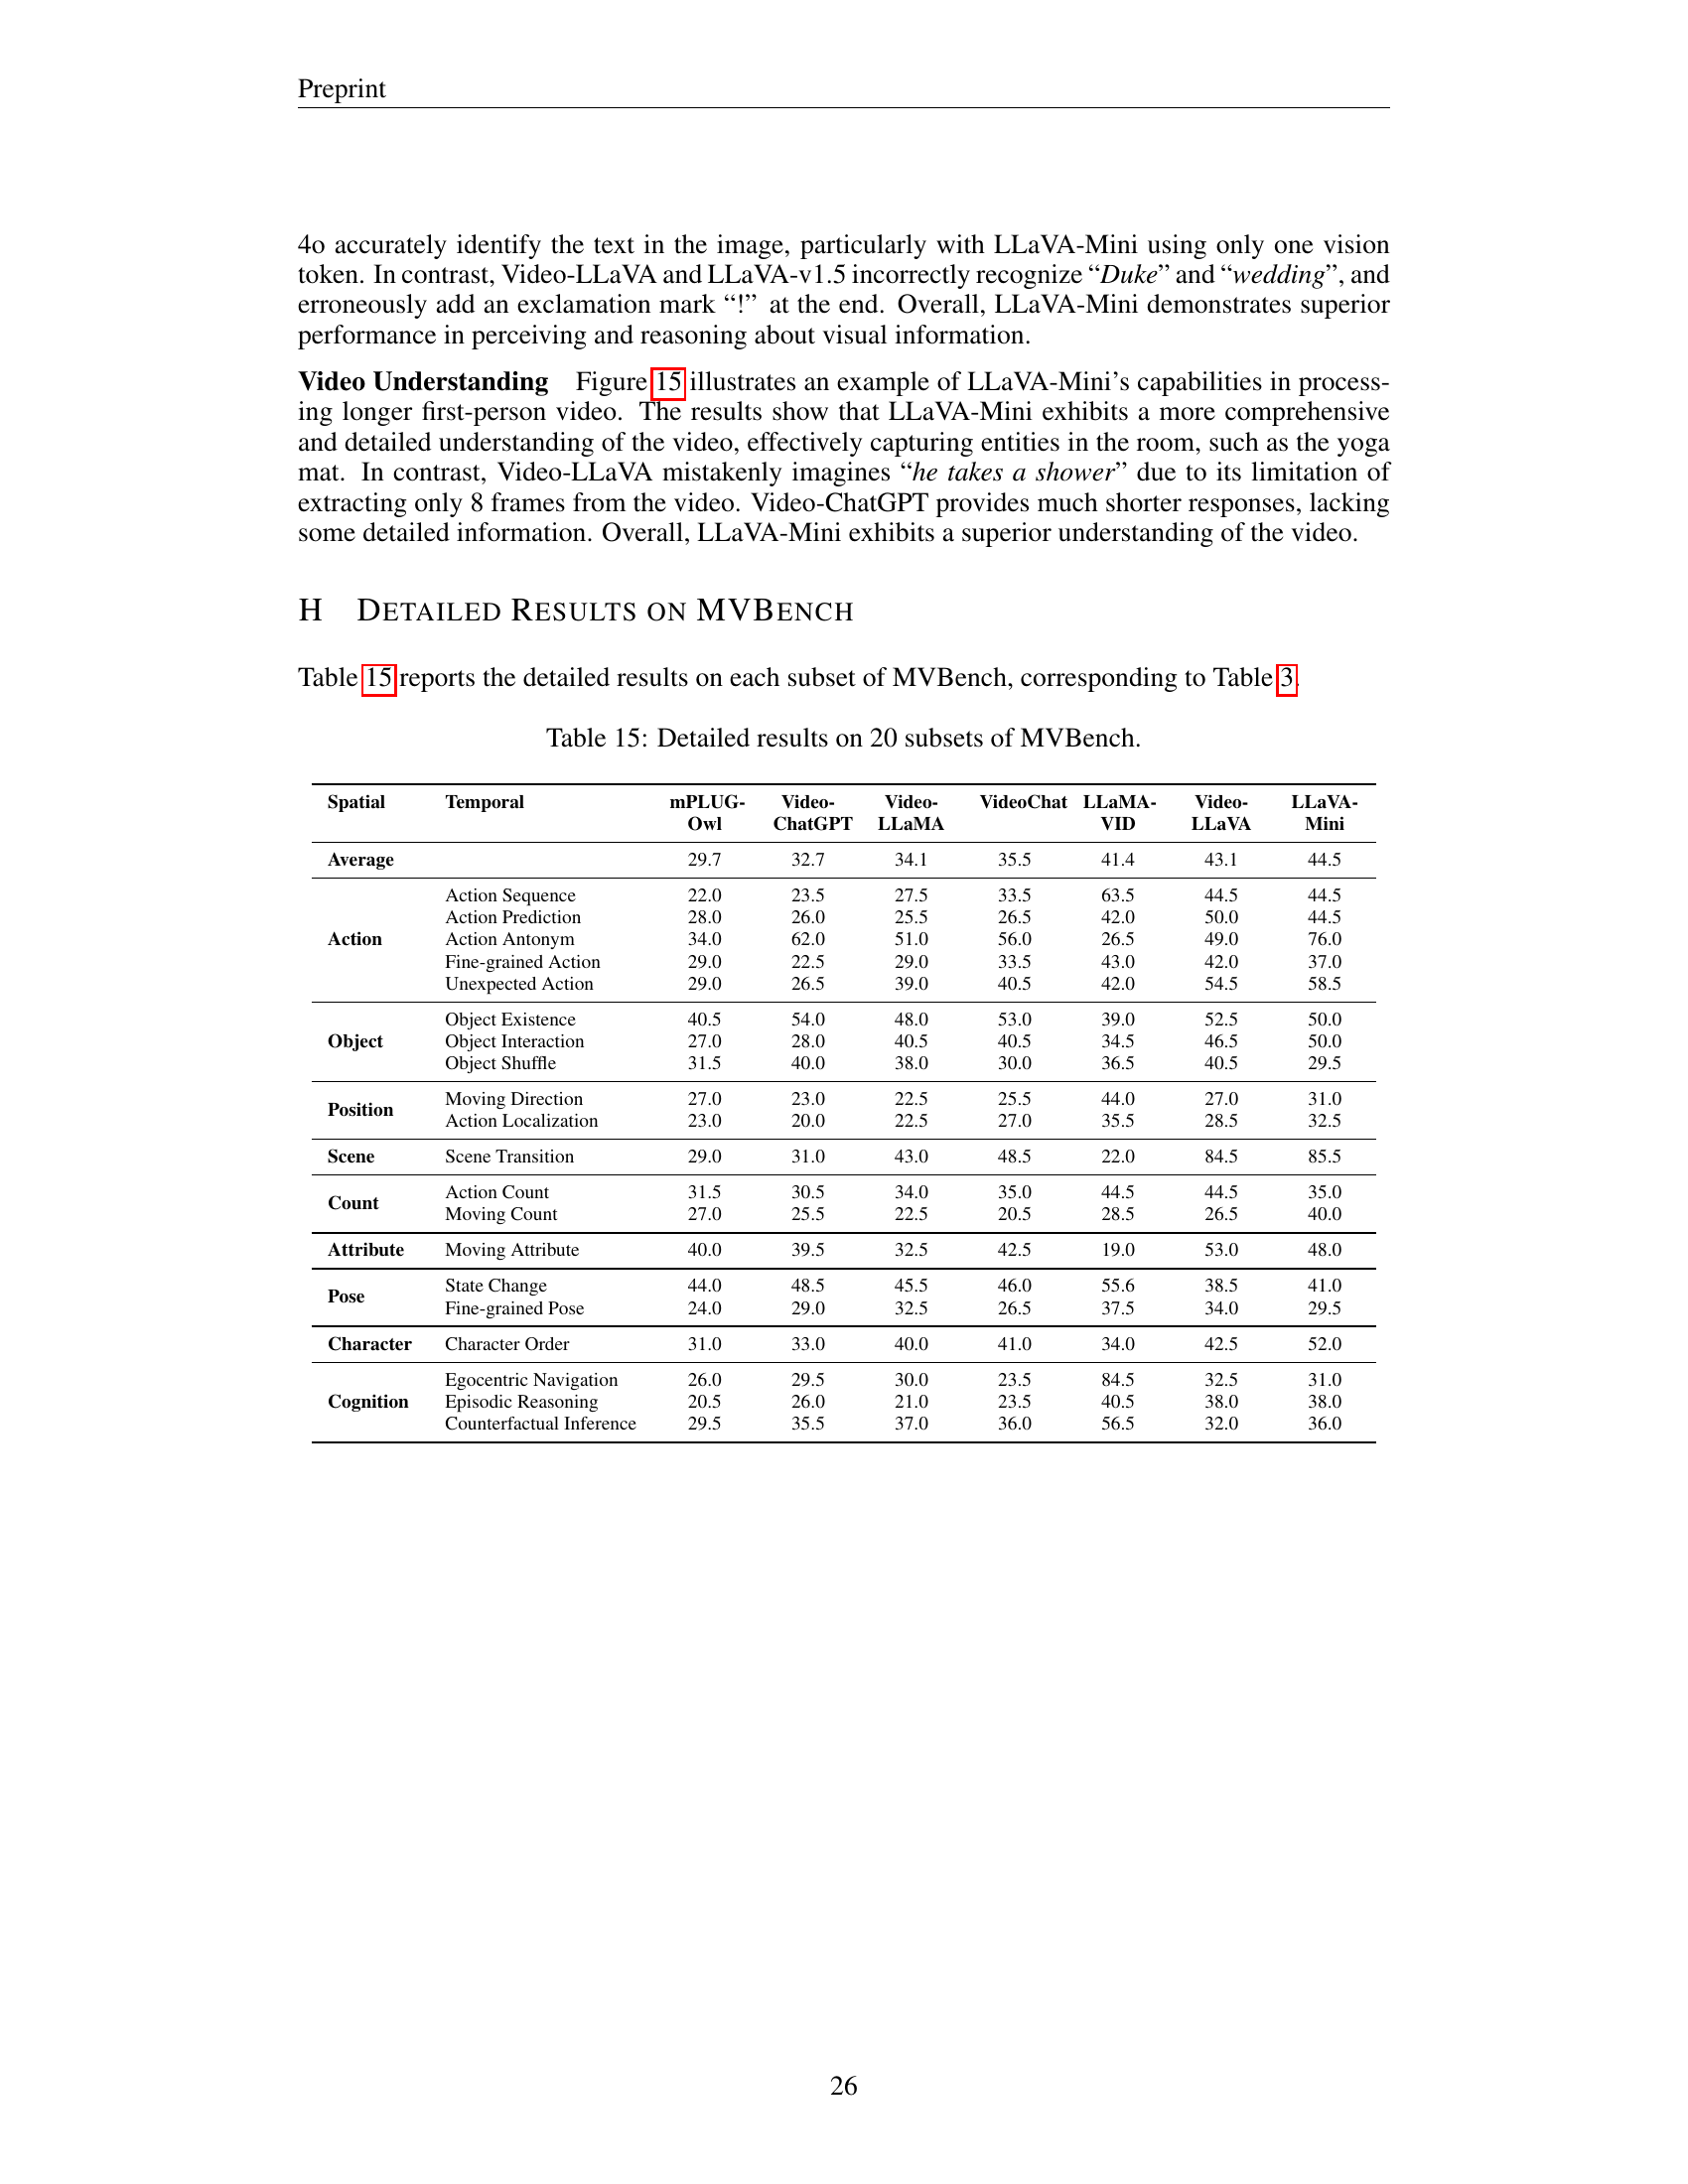 Preprint
4o accurately identify the text in the image, particularly with LLaVA-Mini using only one vision
token. In contrast, Video-LLaVA and LLaVA-v1.5 incorrectly recognize “Duke” and “wedding”, and
erroneously add an exclamation mark “!” at the end. Overall, LLaVA-Mini demonstrates superior
performance in perceiving and reasoning about visual information.
Video Understanding Figure 15 illustrates an example of LLaVA-Mini’s capabilities in process-
ing longer first-person video. The results show that LLaVA-Mini exhibits a more comprehensive
and detailed understanding of the video, effectively capturing entities in the room, such as the yoga
mat. In contrast, Video-LLaVA mistakenly imagines “he takes a shower” due to its limitation of
extracting only 8 frames from the video. Video-ChatGPT provides much shorter responses, lacking
some detailed information. Overall, LLaVA-Mini exhibits a superior understanding of the video.
H DETAILED RESULTS ON MVBENCH
Table 15 reports the detailed results on each subset of MVBench, corresponding to Table 3.
Table 15: Detailed results on 20 subsets of MVBench.
Spatial Temporal mPLUG- Video- Video- VideoChat LLaMA- Video- LLaVA-
Owl ChatGPT LLaMA VID LLaVA Mini
Average 29.7 32.7 34.1 35.5 41.4 43.1 44.5
Action Sequence 22.0 23.5 27.5 33.5 63.5 44.5 44.5
Action Prediction 28.0 26.0 25.5 26.5 42.0 50.0 44.5
Action Action Antonym 34.0 62.0 51.0 56.0 26.5 49.0 76.0
Fine-grained Action 29.0 22.5 29.0 33.5 43.0 42.0 37.0
Unexpected Action 29.0 26.5 39.0 40.5 42.0 54.5 58.5
Object Existence 40.5 54.0 48.0 53.0 39.0 52.5 50.0
Object Object Interaction 27.0 28.0 40.5 40.5 34.5 46.5 50.0
Object Shuffle 31.5 40.0 38.0 30.0 36.5 40.5 29.5
Position
Moving Direction 27.0 23.0 22.5 25.5 44.0 27.0 31.0
Action Localization 23.0 20.0 22.5 27.0 35.5 28.5 32.5
Scene Scene Transition 29.0 31.0 43.0 48.5 22.0 84.5 85.5
Count
Action Count 31.5 30.5 34.0 35.0 44.5 44.5 35.0
Moving Count 27.0 25.5 22.5 20.5 28.5 26.5 40.0
Attribute Moving Attribute 40.0 39.5 32.5 42.5 19.0 53.0 48.0
Pose
State Change 44.0 48.5 45.5 46.0 55.6 38.5 41.0
Fine-grained Pose 24.0 29.0 32.5 26.5 37.5 34.0 29.5
Character Character Order 31.0 33.0 40.0 41.0 34.0 42.5 52.0
Egocentric Navigation 26.0 29.5 30.0 23.5 84.5 32.5 31.0
Cognition Episodic Reasoning 20.5 26.0 21.0 23.5 40.5 38.0 38.0
Counterfactual Inference 29.5 35.5 37.0 36.0 56.5 32.0 36.0
26